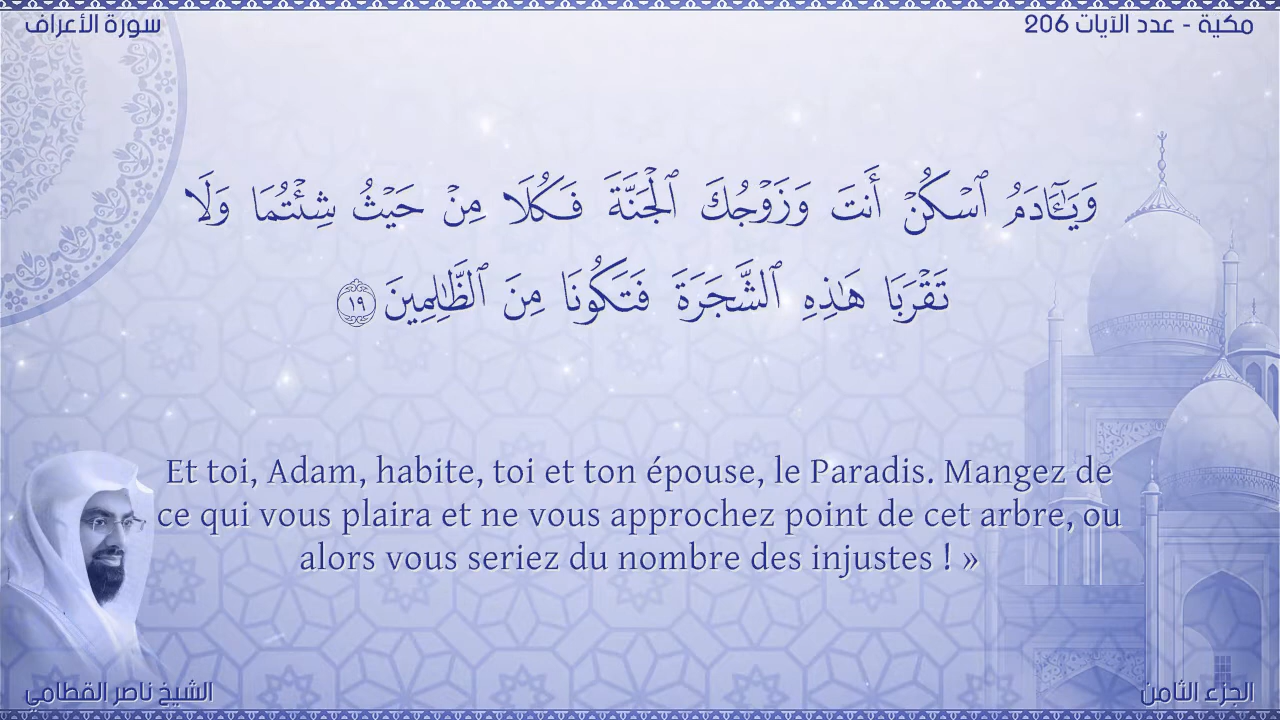 سورة الأعراف
مكية - عدد الآيات 206
وَيَـٰٓـَٔادَمُ ٱسْكُنْ أَنتَ وَزَوْجُكَ ٱلْجَنَّةَ فَكُلَا مِنْ حَيْثُ شِئْتُمَا وَلَا
تَقْرَبَا هَـٰذِهِ ٱلشَّجَرَةَ فَتَكُونَا مِنَ ٱلظَّـٰلِمِينَ ١٩
Et toi, Adam, habite, toi et ton épouse, le Paradis. Mangez de
ce qui vous plaira et ne vous approchez point de cet arbre, ou
alors vous seriez du nombre des injustes ! »
الشيخ ناصر القطامي
الجزء الثامن